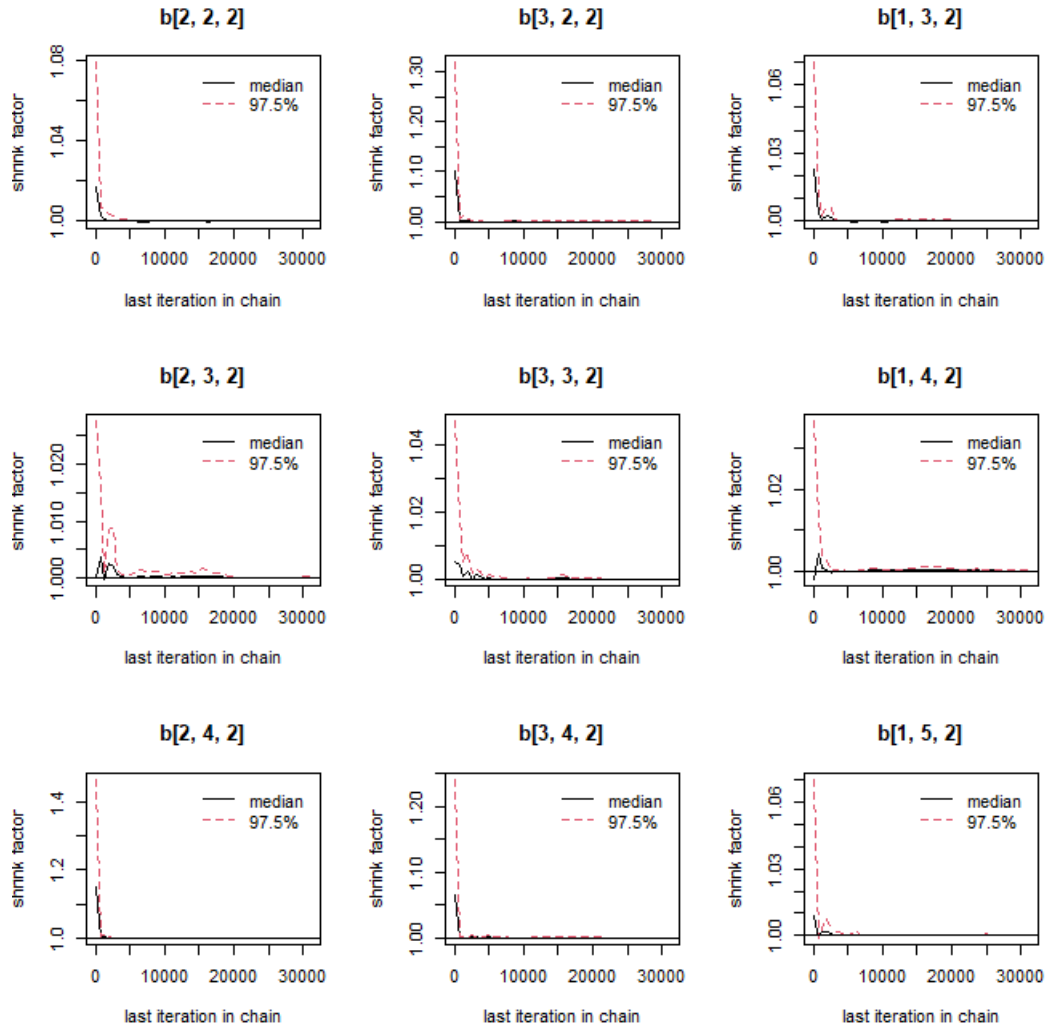 b[2, 2, 2]
b[3, 2, 2]
b[1, 3, 2]
shrink factor
1.00 1.04 1.08
median
97.5%
0 10000 20000 30000
last iteration in chain
shrink factor
1.00 1.10 1.20 1.30
median
97.5%
0 10000 20000 30000
last iteration in chain
shrink factor
1.00 1.03 1.06
median
97.5%
0 10000 20000 30000
last iteration in chain
b[2, 3, 2]
b[3, 3, 2]
b[1, 4, 2]
shrink factor
1.000 1.010 1.020
median
97.5%
0 10000 20000 30000
last iteration in chain
shrink factor
1.00 1.02 1.04
median
97.5%
0 10000 20000 30000
last iteration in chain
shrink factor
1.00 1.02
median
97.5%
0 10000 20000 30000
last iteration in chain
b[2, 4, 2]
b[3, 4, 2]
b[1, 5, 2]
shrink factor
1.0 1.2 1.4
median
97.5%
0 10000 20000 30000
last iteration in chain
shrink factor
1.00 1.10 1.20
median
97.5%
0 10000 20000 30000
last iteration in chain
shrink factor
1.00 1.03 1.06
median
97.5%
0 10000 20000 30000
last iteration in chain